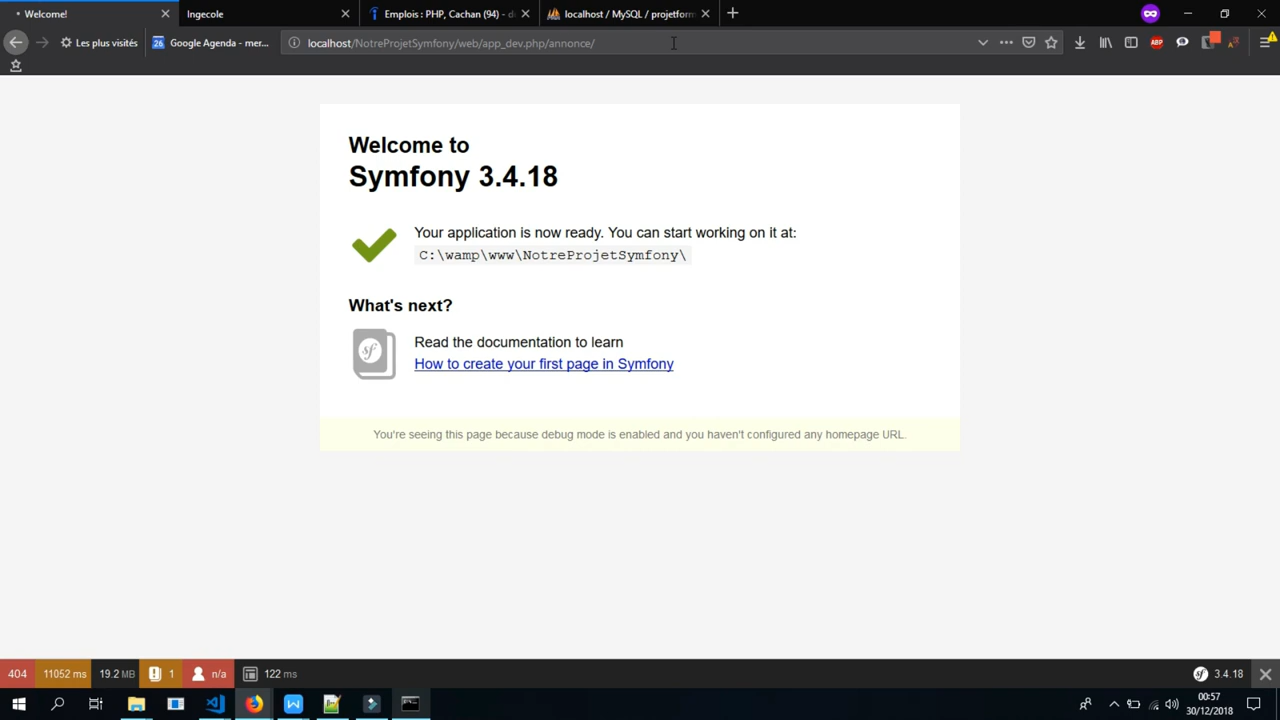 Welcome!
Ingecole
Emplois : PHP, Cachan (94) - d
localhost / MySQL / projetform
Les plus visités
26
Google Agenda - mer...
localhost/NotreProjetSymfony/web/app_dev.php/annonce/
ABP
Welcome to
Symfony 3.4.18
Your application is now ready. You can start working on it at:
C:\wamp\www\NotreProjetSymfony\
What's next?
sf
Read the documentation to learn
How to create your first page in Symfony
You're seeing this page because debug mode is enabled and you haven't configured any homepage URL.
404
11052 ms
19.2 MB
1
n/a
122 ms
sf
3.4.18
W
00:57
30/12/2018